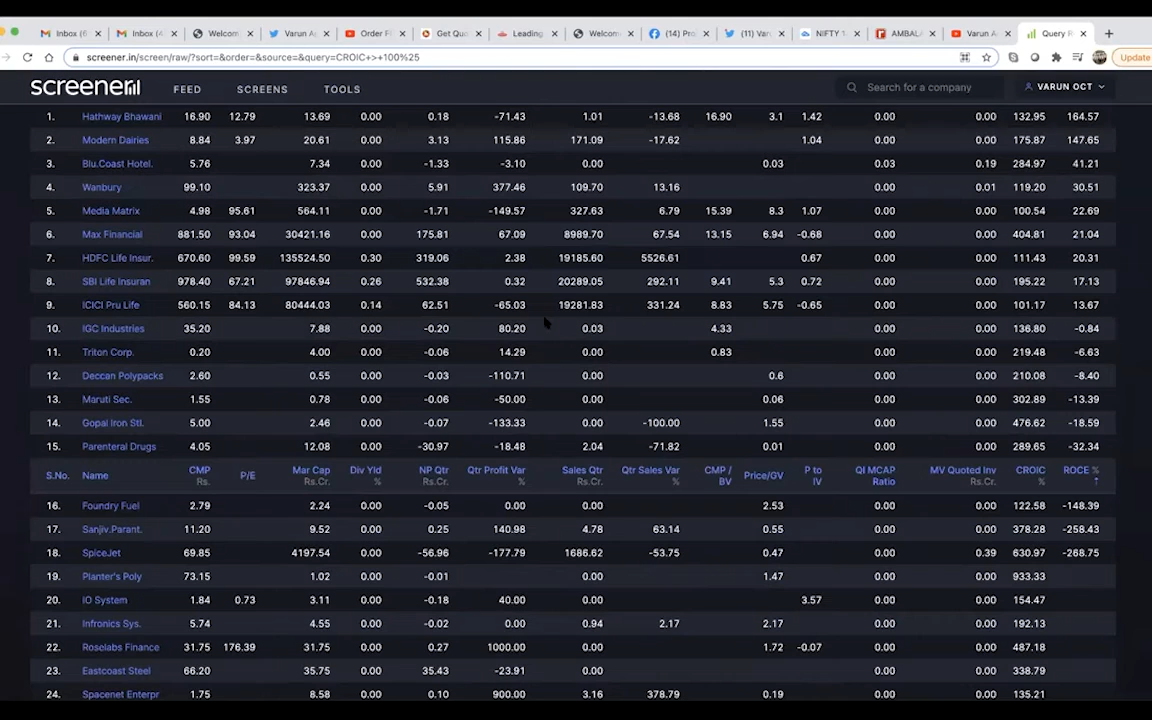 Inbox (6 Inbox (4 Welcom Varun A Order F Get Qu Leading Welcom (14) Pro (11) Var NIFTY 1 AMBAL Varun A Query R
screener.in/screen/raw/?sort=&order=&source=&query=CROIC+>+100%25 Update
screener FEED SCREENS TOOLS Search for a company VARUN OCT
1. Hathway Bhawani 16.90 12.79 13.69 0.00 0.18 -71.43 1.01 -13.68 16.90 3.1 1.42 0.00 0.00 132.95 164.57
2. Modern Dairies 8.84 3.97 20.61 0.00 3.13 115.86 171.09 -17.62 1.04 0.00 0.00 175.87 147.65
3. Blu.Coast Hotel. 5.76 7.34 0.00 -1.33 -3.10 0.00 0.03 0.03 0.19 284.97 41.21
4. Wanbury 99.10 323.37 0.00 5.91 377.46 109.70 13.16 0.00 0.01 119.20 30.51
5. Media Matrix 4.98 95.61 564.11 0.00 -1.71 -149.57 327.63 6.79 15.39 8.3 1.07 0.00 0.00 100.54 22.69
6. Max Financial 881.50 93.04 30421.16 0.00 175.81 67.09 8989.70 67.54 13.15 6.94 -0.68 0.00 0.00 404.81 21.04
7. HDFC Life Insur. 670.60 99.59 135524.50 0.30 319.06 2.38 19185.60 5526.61 0.67 0.00 0.00 111.43 20.31
8. SBI Life Insuran 978.40 67.21 97846.94 0.26 532.38 0.32 20289.05 292.11 9.41 5.3 0.72 0.00 0.00 195.22 17.13
9. ICICI Pru Life 560.15 84.13 80444.03 0.14 62.51 -65.03 19281.83 331.24 8.83 5.75 -0.65 0.00 0.00 101.17 13.67
10. IGC Industries 35.20 7.88 0.00 -0.20 80.20 0.03 4.33 0.00 0.00 136.80 -0.84
11. Triton Corp. 0.20 4.00 0.00 -0.06 14.29 0.00 0.83 0.00 0.00 219.48 -6.63
12. Deccan Polypacks 2.60 0.55 0.00 -0.03 -110.71 0.00 0.6 0.00 0.00 210.08 -8.40
13. Maruti Sec. 1.55 0.78 0.00 -0.06 -50.00 0.00 0.06 0.00 0.00 302.89 -13.39
14. Gopal Iron Stl. 5.00 2.46 0.00 -0.07 -133.33 0.00 -100.00 1.55 0.00 0.00 476.62 -18.59
15. Parenteral Drugs 4.05 12.08 0.00 -30.97 -18.48 2.04 -71.82 0.01 0.00 0.00 289.65 -32.34
S.No. Name CMP Rs. P/E Mar Cap Rs.Cr. Div Yld % NP Qtr Rs.Cr. Qtr Profit Var % Sales Qtr Rs.Cr. Qtr Sales Var % CMP / BV Price/GV P to IV QI MCAP Ratio MV Quoted Inv Rs.Cr. CROIC % ROCE % ↑
16. Foundry Fuel 2.79 2.24 0.00 -0.05 0.00 0.00 2.53 0.00 0.00 122.58 -148.39
17. Sanjiv.Parant. 11.20 9.52 0.00 0.25 140.98 4.78 63.14 0.55 0.00 0.00 378.28 -258.43
18. SpiceJet 69.85 4197.54 0.00 -56.96 -177.79 1686.62 -53.75 0.47 0.00 0.39 630.97 -268.75
19. Planter's Poly 73.15 1.02 0.00 -0.01 0.00 1.47 0.00 0.00 933.33
20. IO System 1.84 0.73 3.11 0.00 -0.18 40.00 0.00 3.57 0.00 0.00 154.47
21. Infronics Sys. 5.74 4.55 0.00 -0.02 0.00 0.94 2.17 2.17 0.00 0.00 192.13
22. Roselabs Finance 31.75 176.39 31.75 0.00 0.27 1000.00 0.00 1.72 -0.07 0.00 0.00 487.18
23. Eastcoast Steel 66.20 35.75 0.00 35.43 -23.91 0.00 0.00 0.00 338.79
24. Spacenet Enterpr 1.75 8.58 0.00 0.10 900.00 3.16 378.79 0.19 0.00 0.00 135.21